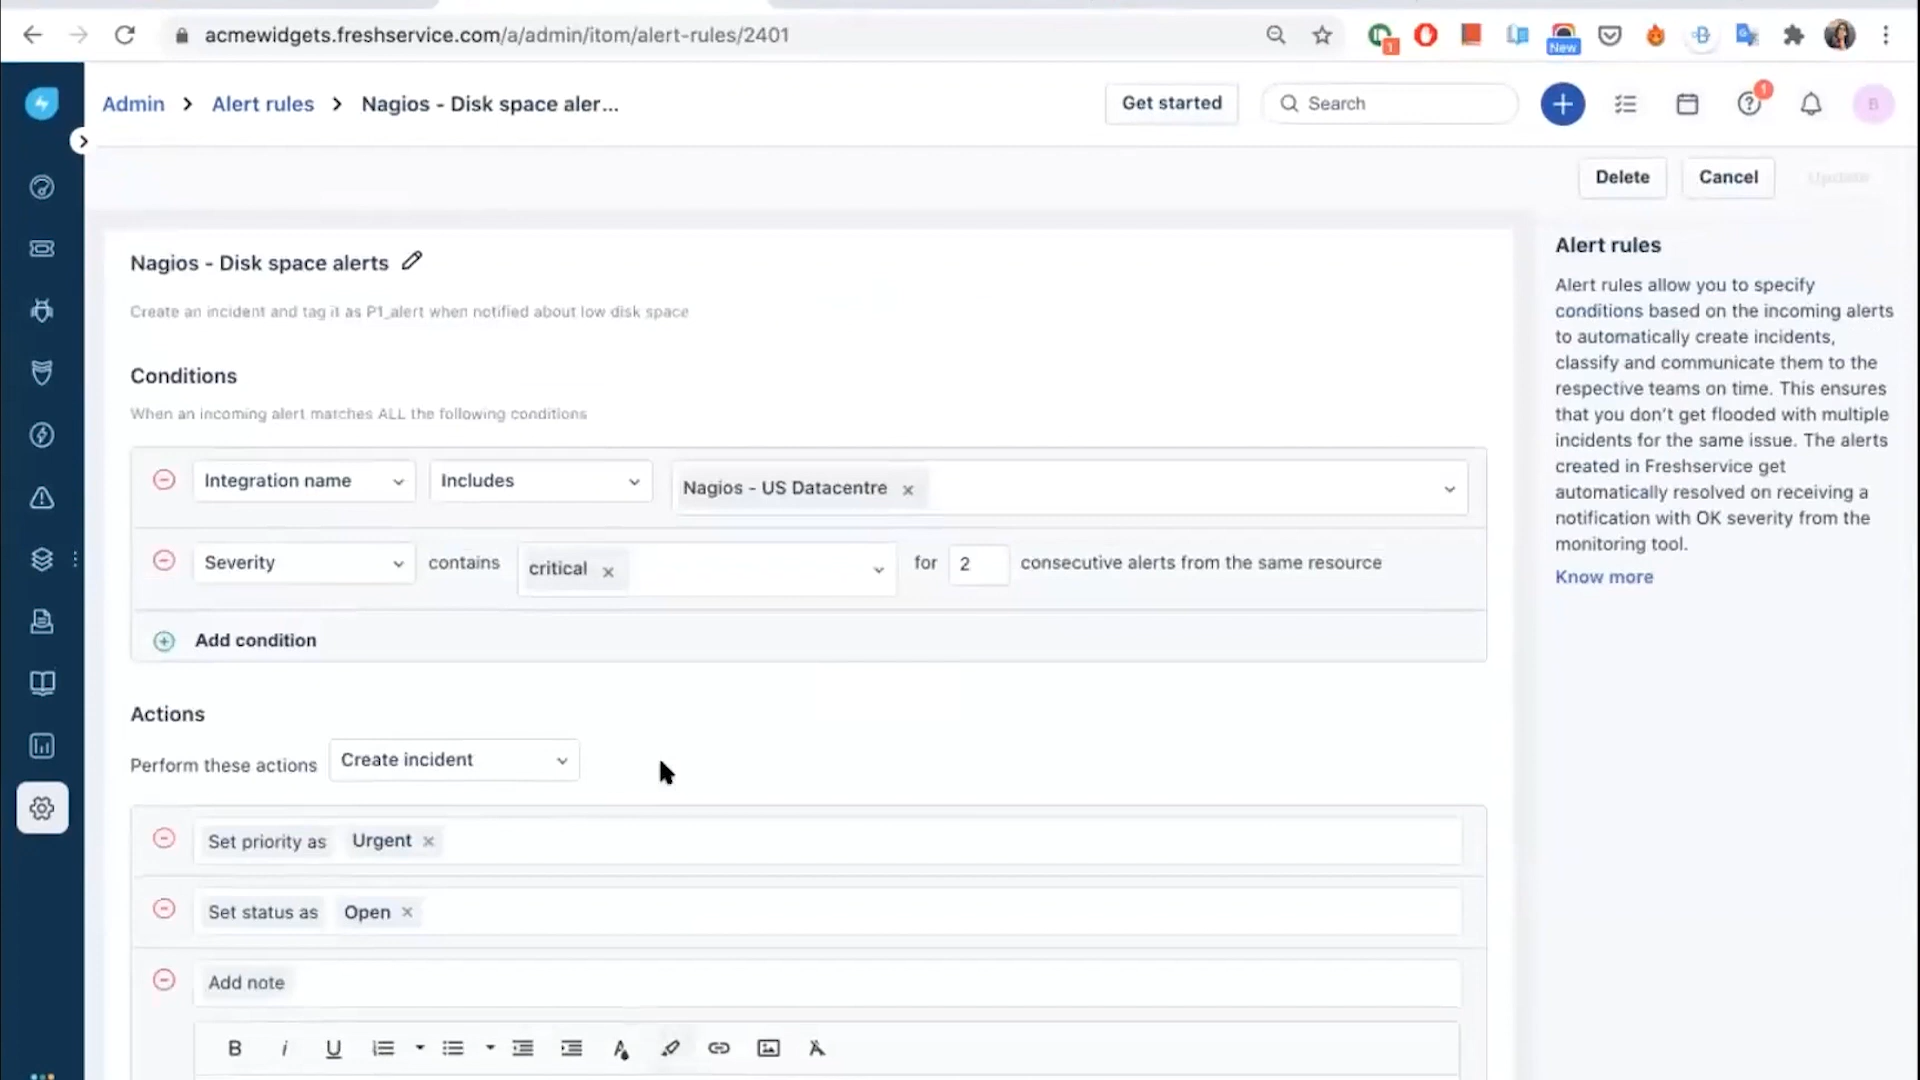 acmewidgets.freshservice.com/a/admin/itom/alert-rules/2401
1
New
Admin > Alert rules > Nagios - Disk space aler...
Get started
Search
1
B
Delete
Cancel
Update
Nagios - Disk space alerts
Create an incident and tag it as P1_alert when notified about low disk space
Conditions
When an incoming alert matches ALL the following conditions
Integration name
Includes
Nagios - US Datacentre
Severity
contains
critical
for
2
consecutive alerts from the same resource
Add condition
Actions
Perform these actions
Create incident
Set priority as
Urgent
Set status as
Open
Add note
B
i
U
Alert rules
Alert rules allow you to specify
conditions based on the incoming alerts
to automatically create incidents,
classify and communicate them to the
respective teams on time. This ensures
that you don't get flooded with multiple
incidents for the same issue. The alerts
created in Freshservice get
automatically resolved on receiving a
notification with OK severity from the
monitoring tool.
Know more